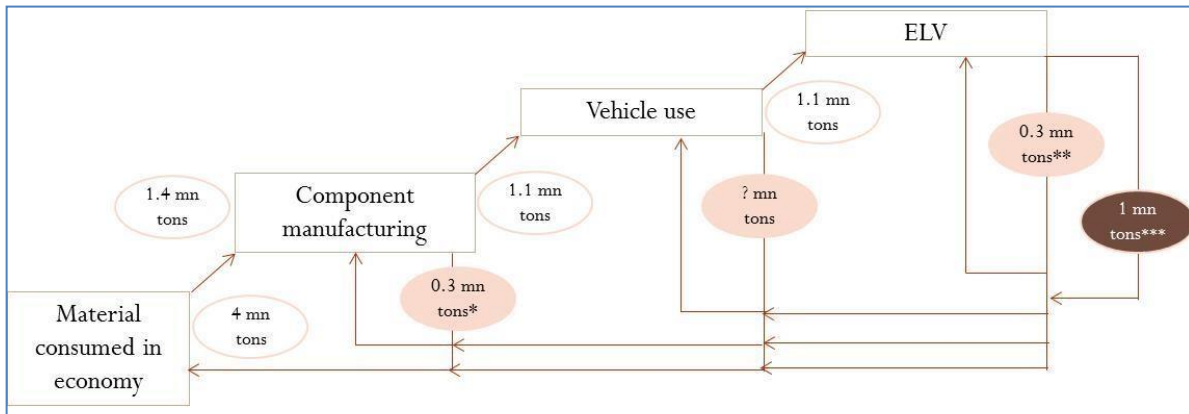 ELV
1.1 mn
tons
Vehicle use
0.3 mn
tons**
1.4 mn
tons
Component
manufacturing
1.1 mn
tons
? mn
tons
1 mn
tons***
0.3 mn
tons*
Material
consumed in
economy
4 mn
tons